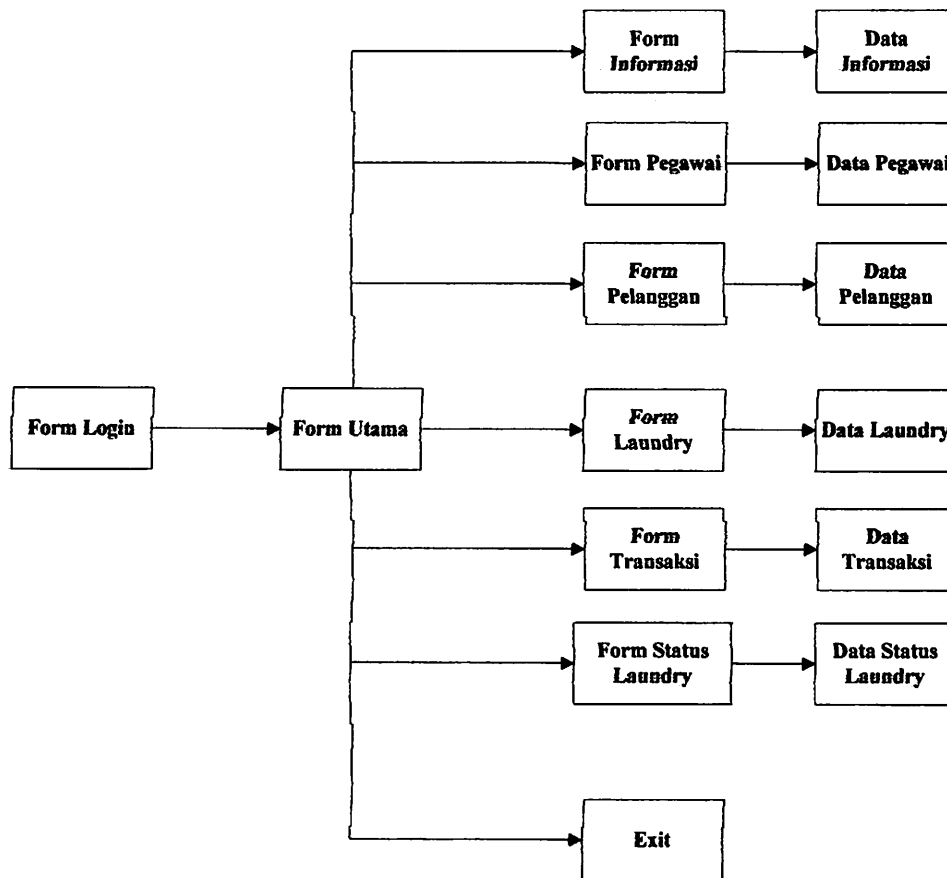 Form
Informasi
Data
Informasi
Form Pegawai
Data Pegawai
Form
Pelanggan
Data
Pelanggan
Form Login
Form Utama
Form
Laundry
Data Laundry
Form
Transaksi
Data
Transaksi
Form Status
Laundry
Data Status
Laundry
Exit